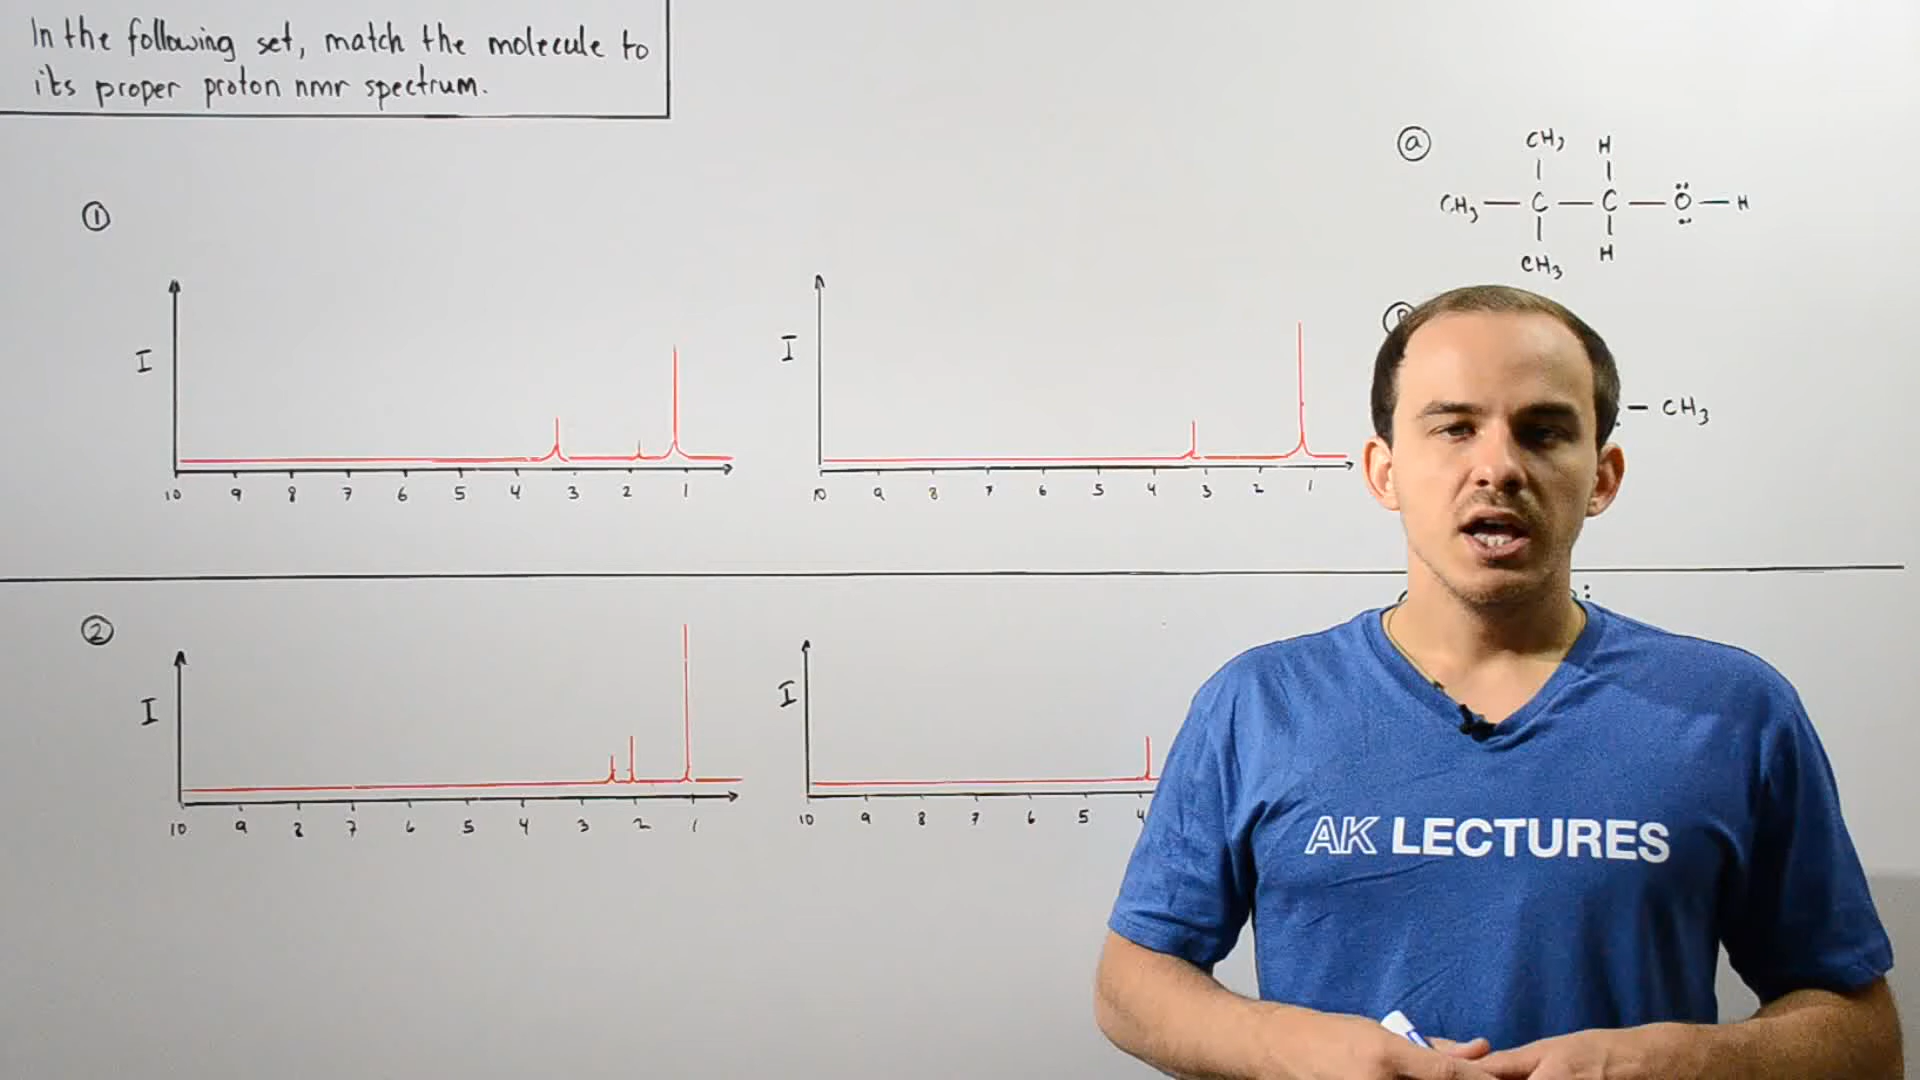 In the following set, match the molecule to
its proper proton nmr spectrum.
①
I
10 9 8 7 6 5 4 3 2 1
I
10 9 8 7 6 5 4 3 2 1
ⓐ
CH3 H
CH3 — C — C — O — H
CH3 H
— CH3
②
I
10 9 8 7 6 5 4 3 2 1
I
10 9 8 7 6 5 4
AK LECTURES